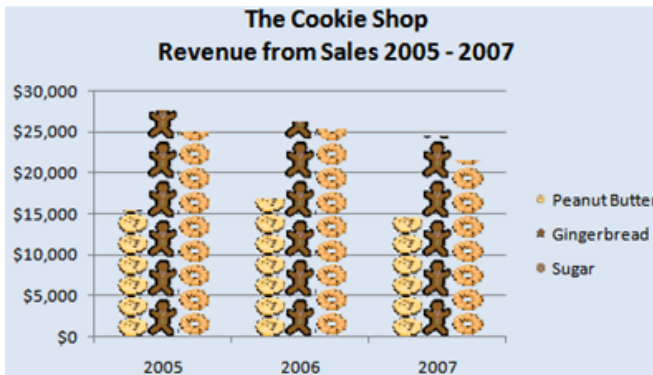 The Cookie Shop
Revenue from Sales 2005 - 2007
$30,000
$25,000
$20,000
$15,000
$10,000
$5,000
$0
2005 2006 2007
Peanut Butter
Gingerbread
Sugar